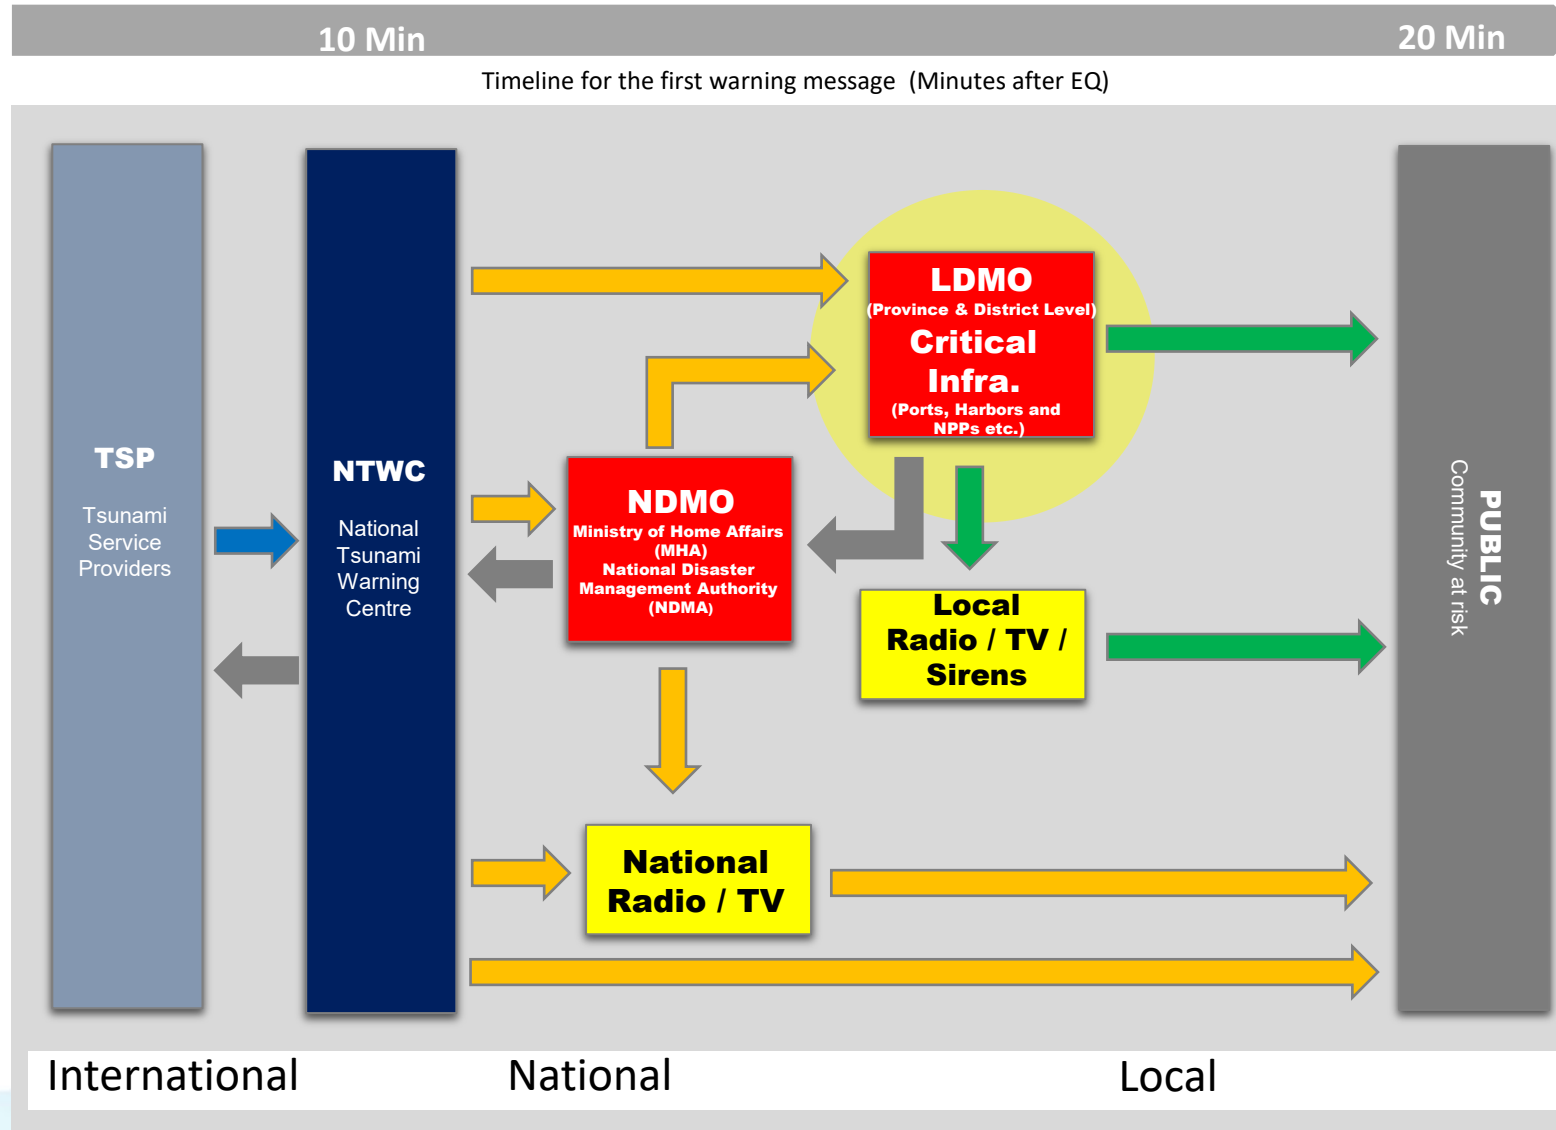 10 Min
20 Min
Timeline for the first warning message (Minutes after EQ)
TSP
Tsunami
Service
Providers
NTWC
National
Tsunami
Warning
Centre
NDMO
Ministry of Home Affairs
(MHA)
National Disaster
Management Authority
(NDMA)
LDMO
(Province & District Level)
Critical
Infra.
(Ports, Harbors and
NPPs etc.)
Local
Radio / TV /
Sirens
National
Radio / TV
PUBLIC
Community at risk
International
National
Local